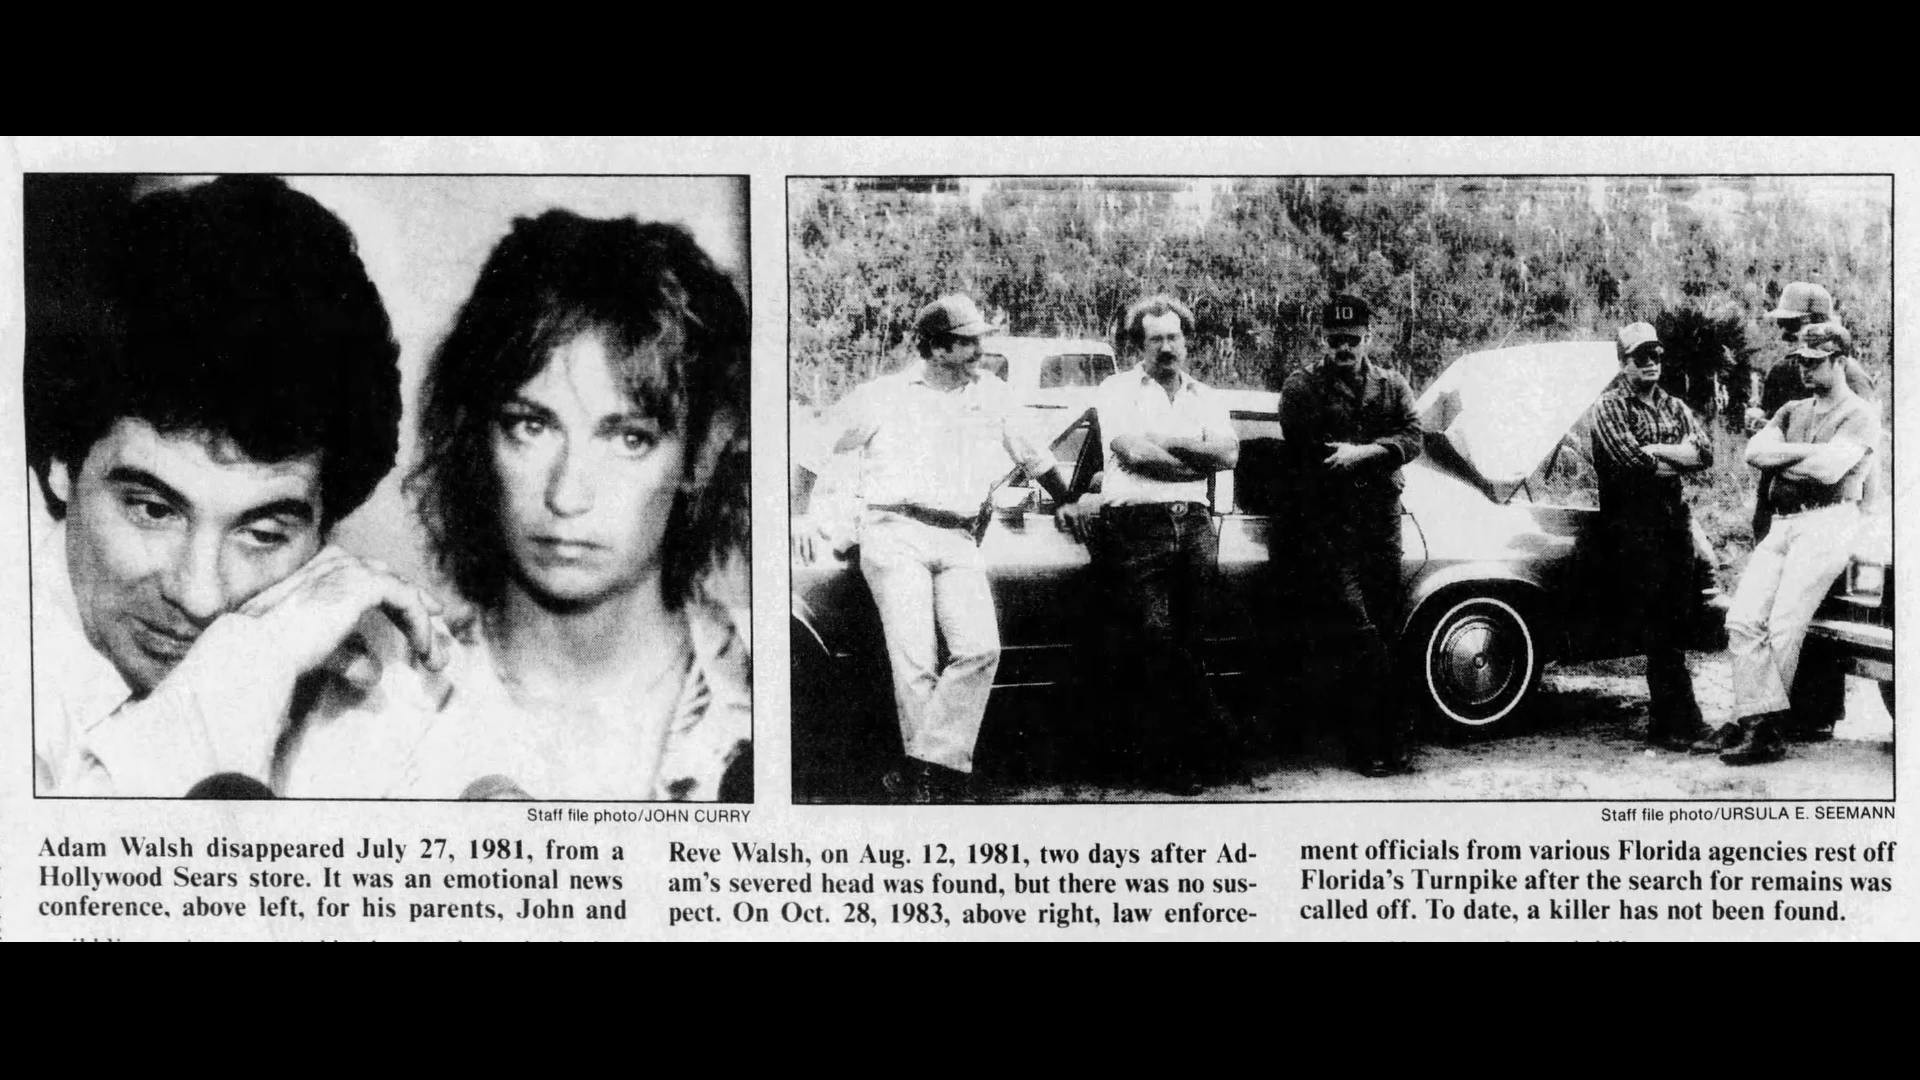 10
Staff file photo/JOHN CURRY
Staff file photo/URSULA E. SEEMANN
Adam Walsh disappeared July 27, 1981, from a
Hollywood Sears store. It was an emotional news
conference, above left, for his parents, John and
Reve Walsh, on Aug. 12, 1981, two days after Ad-
am's severed head was found, but there was no sus-
pect. On Oct. 28, 1983, above right, law enforce-
ment officials from various Florida agencies rest off
Florida's Turnpike after the search for remains was
called off. To date, a killer has not been found.